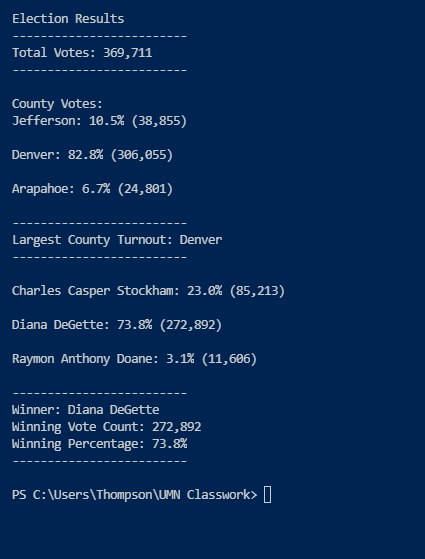 Election Results
-------------------------
Total Votes: 369,711
-------------------------
County Votes:
Jefferson: 10.5% (38,855)
Denver: 82.8% (306,055)
Arapahoe: 6.7% (24,801)
-------------------------
Largest County Turnout: Denver
-------------------------
Charles Casper Stockham: 23.0% (85,213)
Diana DeGette: 73.8% (272,892)
Raymon Anthony Doane: 3.1% (11,606)
-------------------------
Winner: Diana DeGette
Winning Vote Count: 272,892
Winning Percentage: 73.8%
-------------------------
PS C:\Users\Thompson\UMN Classwork>